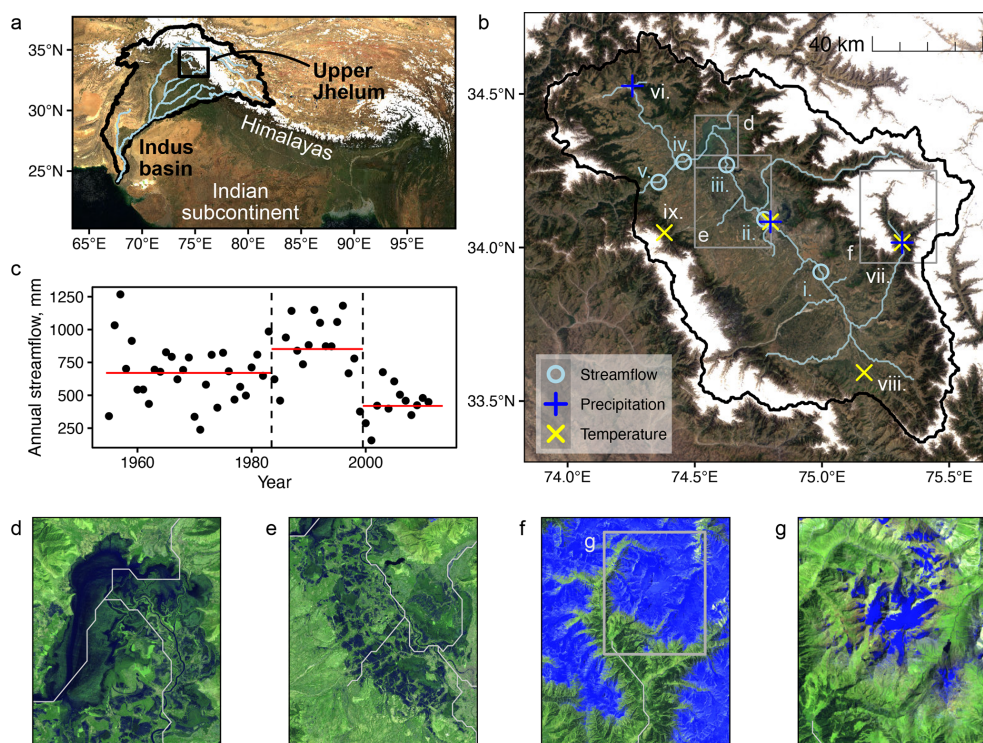 a
35°N
30°N
25°N
Upper
Jhelum
Himalayas
Indus
basin
Indian
subcontinent
65°E 70°E 75°E 80°E 85°E 90°E 95°E
b
40 km
34.5°N
34.0°N
33.5°N
vi.
d
iv.
v.
iii.
ix.
ii.
e
f
vii.
i.
viii.
Streamflow
Precipitation
Temperature
74.0°E 74.5°E 75.0°E 75.5°E
c
Annual streamflow, mm
1250
1000
750
500
250
1960 1980 2000
Year
d e f g
g